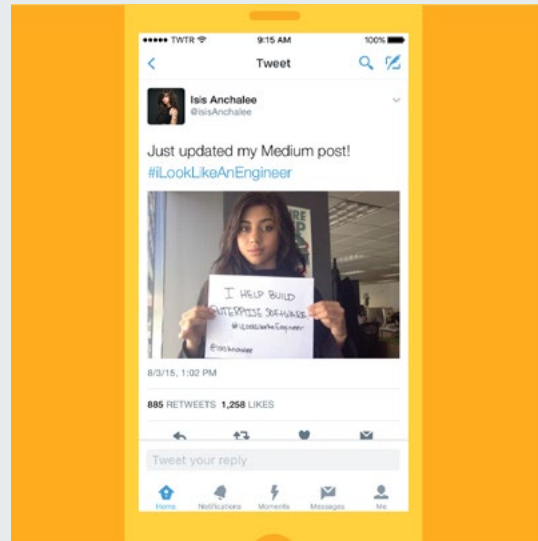 TWTR
9:15 AM
100%
Tweet
Isis Anchalee
@isisAnchalee
Just updated my Medium post!
#iLookLikeAnEngineer
I HELP BUILD
ENTERPRISE SOFTWARE
#iLookLikeAnEngineer
@isisAnchalee
8/3/15, 1:02 PM
885 RETWEETS 1,258 LIKES
Tweet your reply
Home Notifications Moments Messages Me